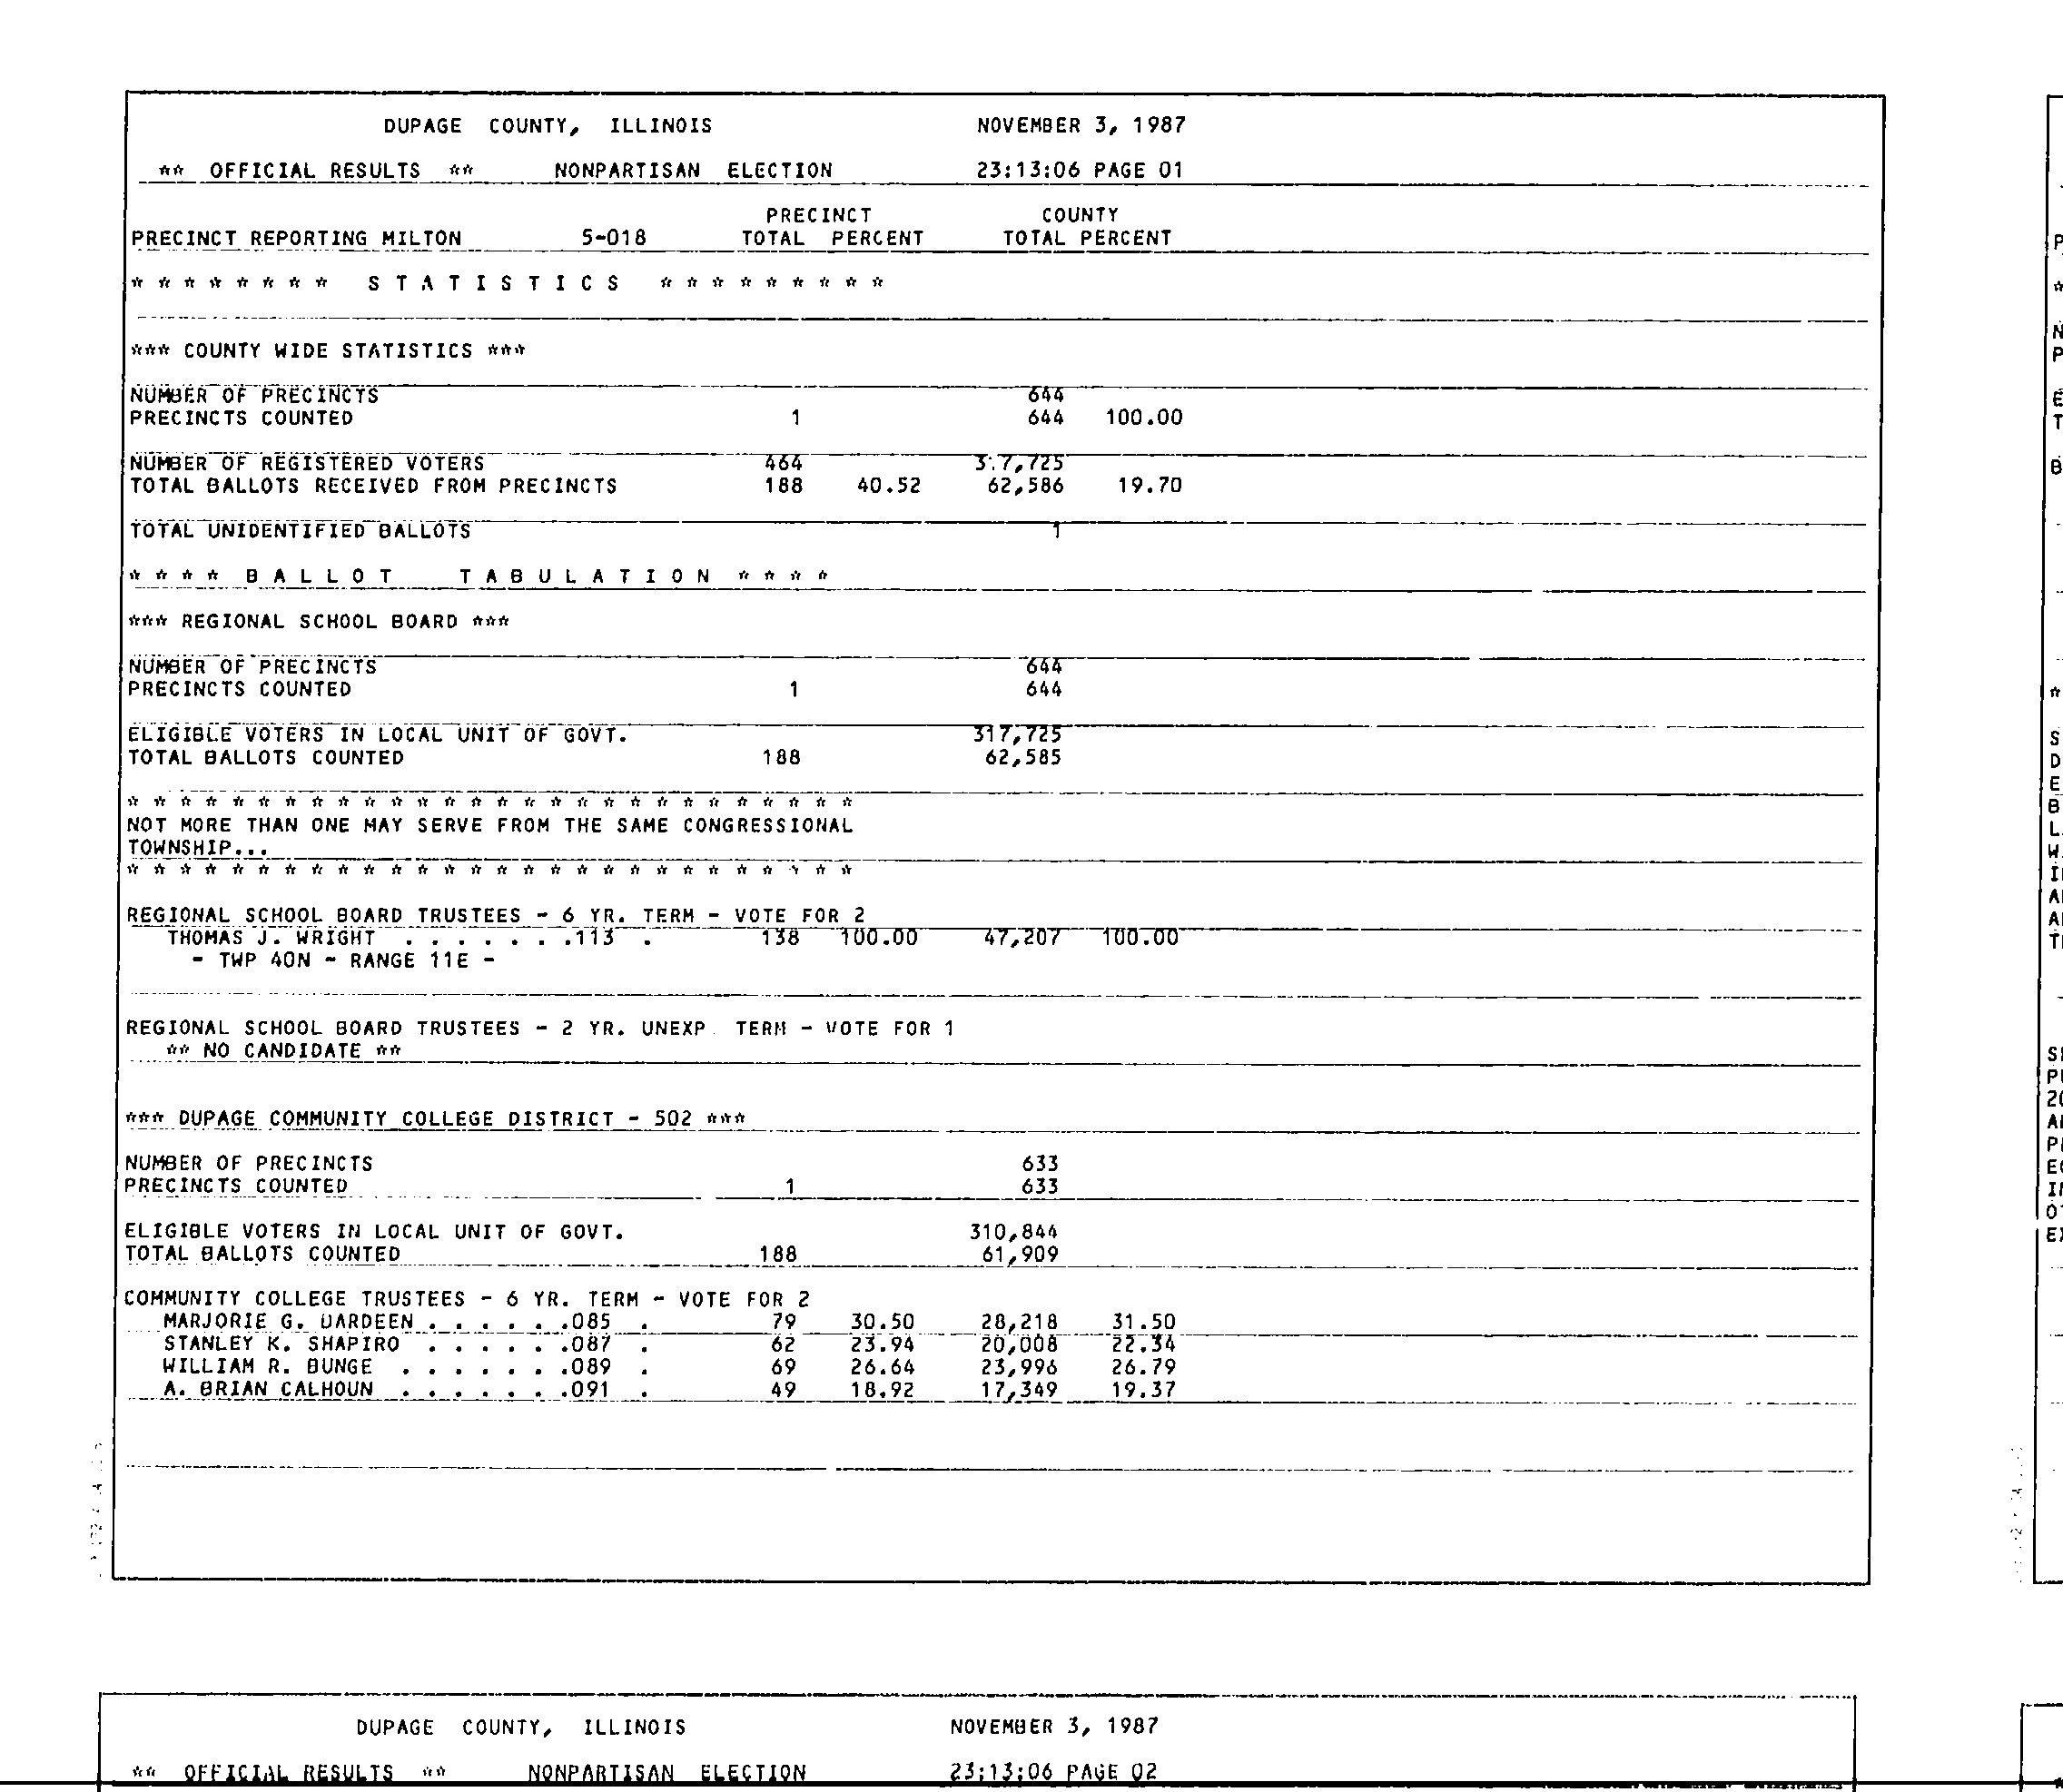 DUPAGE COUNTY, ILLINOIS NOVEMBER 3, 1987
** OFFICIAL RESULTS ** NONPARTISAN ELECTION 23:13:06 PAGE 01
PRECINCT COUNTY
PRECINCT REPORTING MILTON 5-018 TOTAL PERCENT TOTAL PERCENT
* * * * * * * * S T A T I S T I C S * * * * * * * * *
*** COUNTY WIDE STATISTICS ***
NUMBER OF PRECINCTS 644
PRECINCTS COUNTED 1 644 100.00
NUMBER OF REGISTERED VOTERS 464
TOTAL BALLOTS RECEIVED FROM PRECINCTS 188 40.52 62,586 19.70
TOTAL UNIDENTIFIED BALLOTS 1
* * * * B A L L O T T A B U L A T I O N * * * *
*** REGIONAL SCHOOL BOARD ***
NUMBER OF PRECINCTS 644
PRECINCTS COUNTED 1 644
ELIGIBLE VOTERS IN LOCAL UNIT OF GOVT. 317,725
TOTAL BALLOTS COUNTED 188 62,585
* * * * * * * * * * * * * * * * * * * * * * * * * * * *
NOT MORE THAN ONE MAY SERVE FROM THE SAME CONGRESSIONAL
TOWNSHIP...
* * * * * * * * * * * * * * * * * * * * * * * * * * * *
REGIONAL SCHOOL BOARD TRUSTEES - 6 YR. TERM - VOTE FOR 2
THOMAS J. WRIGHT . . . . . . .113 . 138 100.00 47,207 100.00
- TWP 40N - RANGE 11E -
REGIONAL SCHOOL BOARD TRUSTEES - 2 YR. UNEXP. TERM - VOTE FOR 1
** NO CANDIDATE **
*** DUPAGE COMMUNITY COLLEGE DISTRICT - 502 ***
NUMBER OF PRECINCTS 633
PRECINCTS COUNTED 1 633
ELIGIBLE VOTERS IN LOCAL UNIT OF GOVT. 310,844
TOTAL BALLOTS COUNTED 188 61,909
COMMUNITY COLLEGE TRUSTEES - 6 YR. TERM - VOTE FOR 2
MARJORIE G. BARDEEN . . . . . .085 . 79 30.50 28,218 31.50
STANLEY K. SHAPIRO . . . . . .087 . 62 23.94 20,008 22.34
WILLIAM R. BUNGE . . . . . . .089 . 69 26.64 23,996 26.79
A. BRIAN CALHOUN . . . . . . .091 . 49 18.92 17,349 19.37
DUPAGE COUNTY, ILLINOIS NOVEMBER 3, 1987
** OFFICIAL RESULTS ** NONPARTISAN ELECTION 23:13:06 PAGE 02